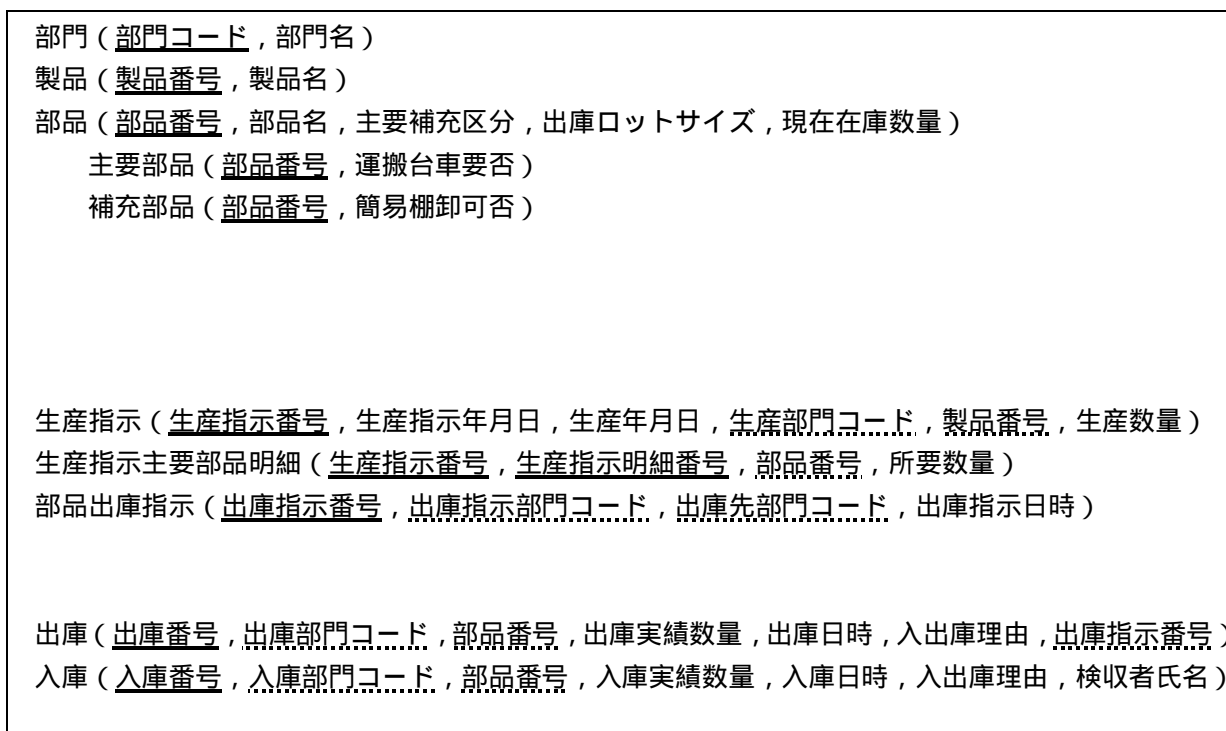 部門（部門コード，部門名）
製品（製品番号，製品名）
部品（部品番号，部品名，主要補充区分，出庫ロットサイズ，現在在庫数量）
主要部品（部品番号，運搬台車要否）
補充部品（部品番号，簡易棚卸可否）
生産指示（生産指示番号，生産指示年月日，生産年月日，生産部門コード，製品番号，生産数量）
生産指示主要部品明細（生産指示番号，生産指示明細番号，部品番号，所要数量）
部品出庫指示（出庫指示番号，出庫指示部門コード，出庫先部門コード，出庫指示日時）
出庫（出庫番号，出庫部門コード，部品番号，出庫実績数量，出庫日時，入出庫理由，出庫指示番号）
入庫（入庫番号，入庫部門コード，部品番号，入庫実績数量，入庫日時，入出庫理由，検収者氏名）